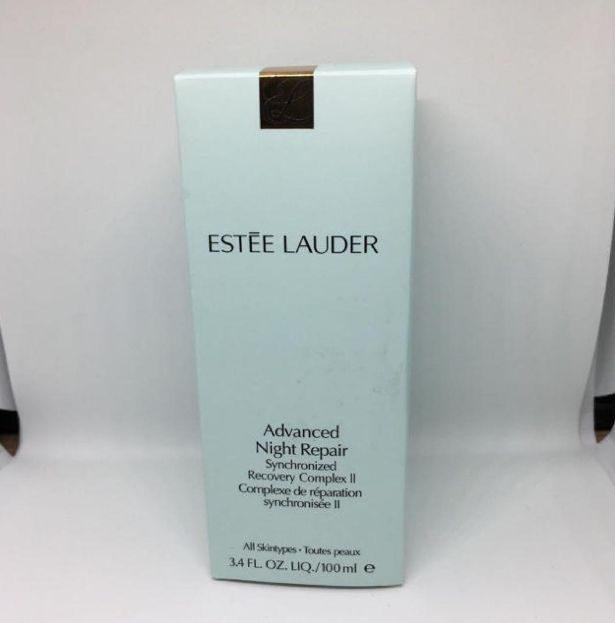 ESTĒE LAUDER
Advanced
Night Repair
Synchronized
Recovery Complex II
Complexe de réparation
synchronisée II
All Skintypes • Toutes peaux
3.4 FL. OZ. LIQ./100 ml ℮